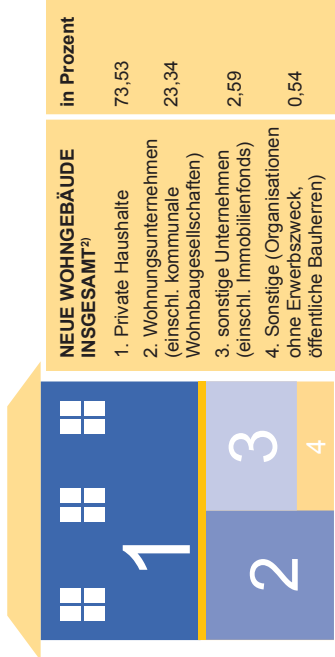 NEUE WOHNGEBÄUDE
INSGESAMT²⁾
in Prozent
1. Private Haushalte
73,53
2. Wohnungsunternehmen
(einschl. kommunale
Wohnbaugesellschaften)
23,34
3. sonstige Unternehmen
(einschl. Immobilienfonds)
2,59
4. Sonstige (Organisationen
ohne Erwerbszweck,
öffentliche Bauherren)
0,54
1
2
3
4